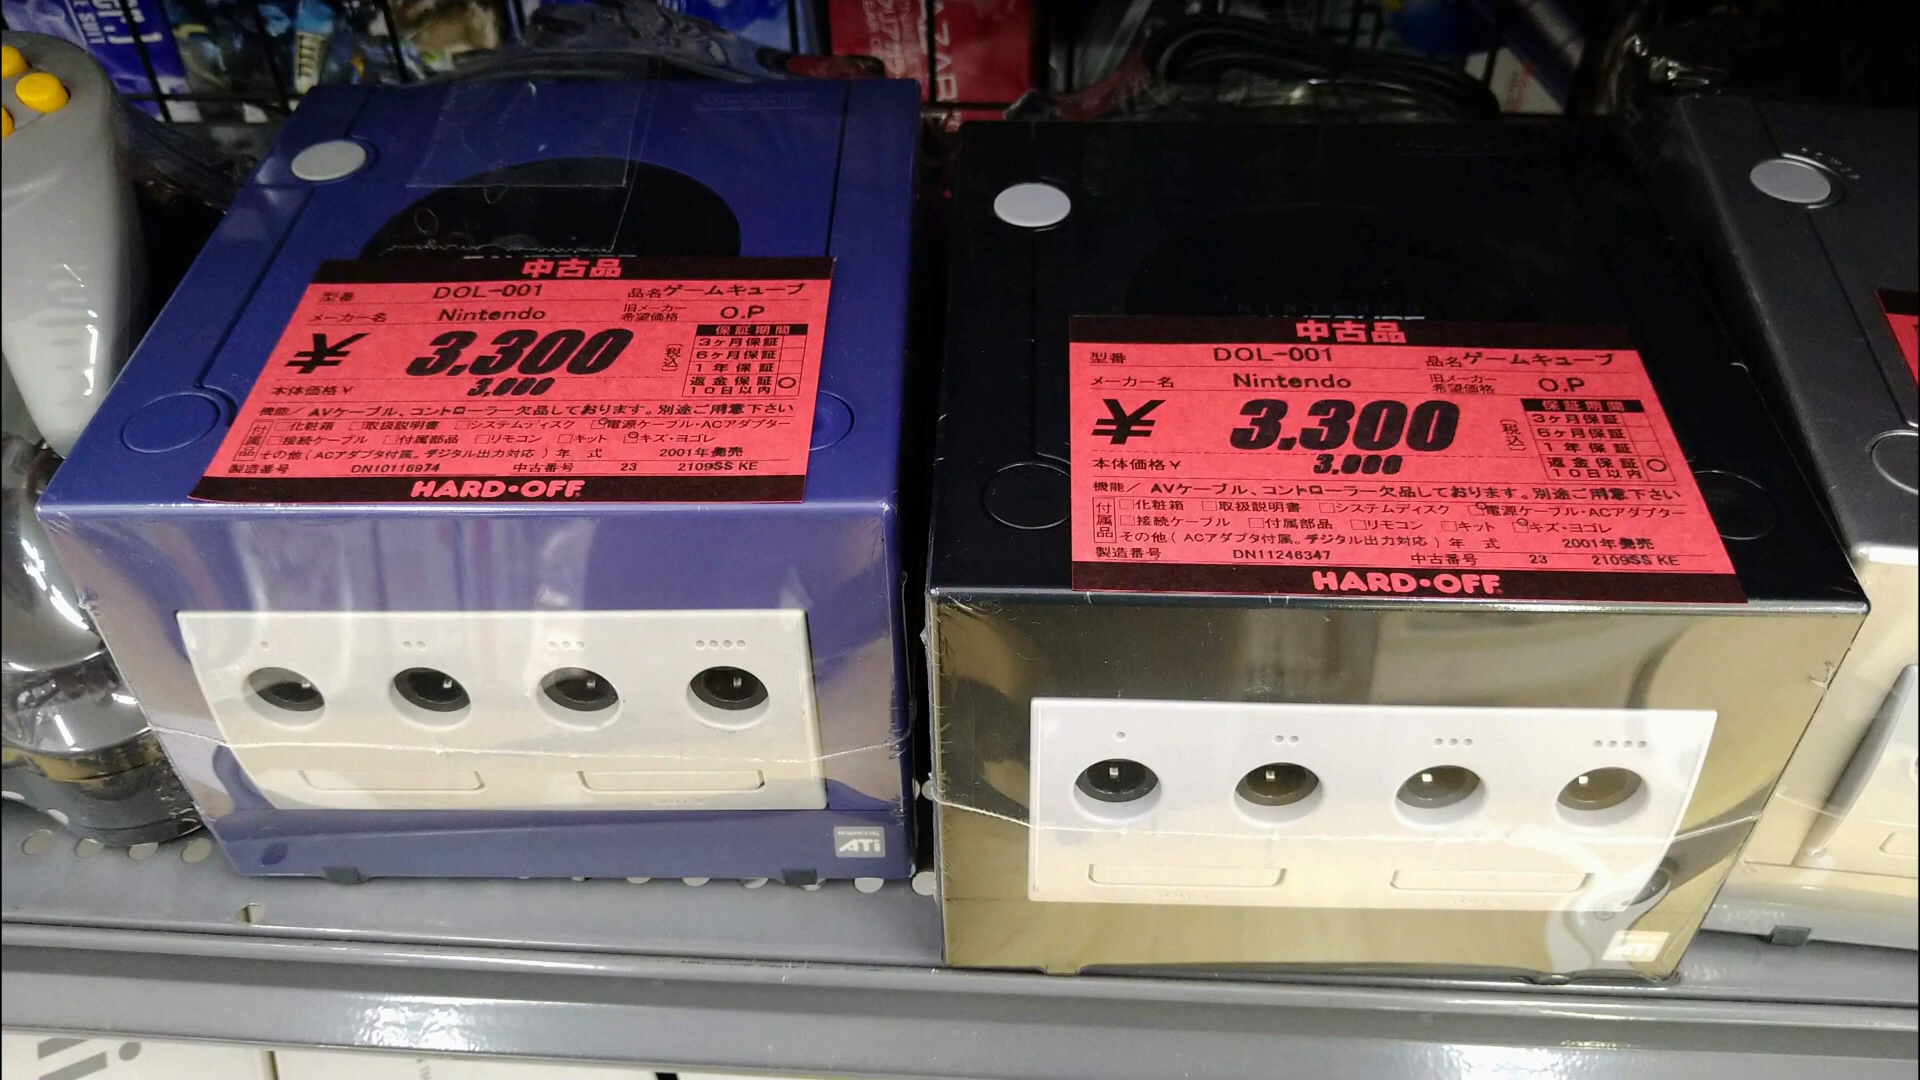 中古品
型番 DOL-001 品名 ゲームキューブ
メーカー名 Nintendo 旧メーカー希望価格 O.P
¥ 3,300 (税込)
本体価格¥ 3,000
保証期間
3ヶ月保証
6ヶ月保証
1年保証
返金保証 10日以内 ○
機能/ AVケーブル、コントローラー欠品しております。別途ご用意下さい
付属品 □化粧箱 □取扱説明書 □システムディスク □電源ケーブル・ACアダプター
□接続ケーブル □付属部品 □リモコン □キット □キズ・ヨゴレ
その他(ACアダプタ付属。デジタル出力対応) 年式 2001年発売
製造番号 DN10116974 中古番号 23 2109SS KE
HARD・OFF
ATi
中古品
型番 DOL-001 品名 ゲームキューブ
メーカー名 Nintendo 旧メーカー希望価格 O.P
¥ 3,300 (税込)
本体価格¥ 3,000
保証期間
3ヶ月保証
6ヶ月保証
1年保証
返金保証 10日以内 ○
機能/ AVケーブル、コントローラー欠品しております。別途ご用意下さい
付属品 □化粧箱 □取扱説明書 □システムディスク □電源ケーブル・ACアダプター
□接続ケーブル □付属部品 □リモコン □キット □キズ・ヨゴレ
その他(ACアダプタ付属。デジタル出力対応) 年式 2001年発売
製造番号 DN11246347 中古番号 23 2109SS KE
HARD・OFF
ATi